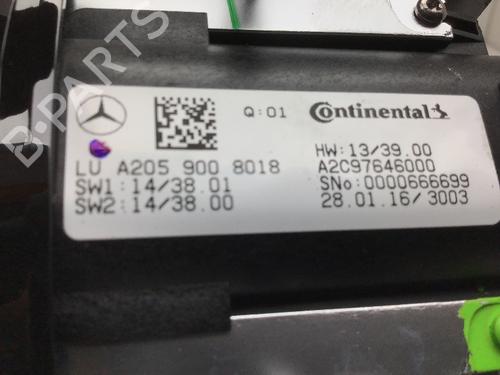 B-PARTS
Q:01
Continental
HW:13/39.00
LU A205 900 8018
A2C97646000
SW1:14/38.01
SNo:0000666699
SW2:14/38.00
28.01.16/3003